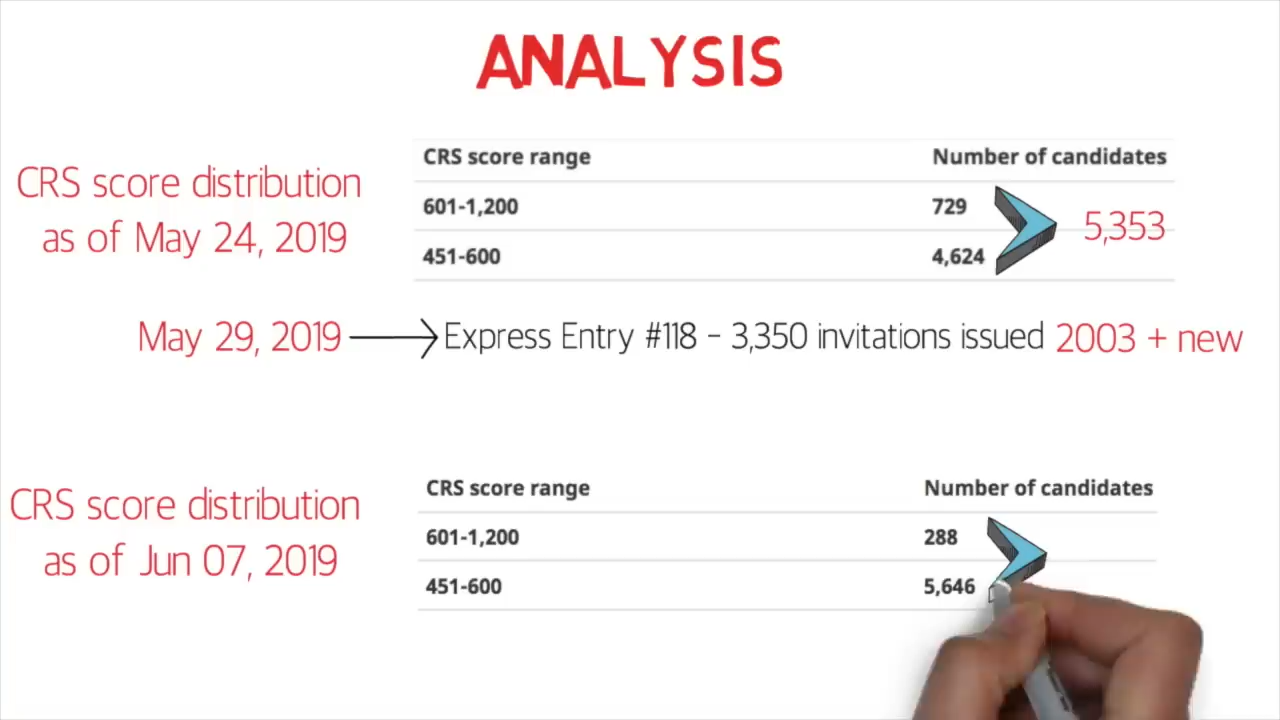 ANALYSIS
CRS score distribution
as of May 24, 2019
CRS score range Number of candidates
601-1,200 729
451-600 4,624
5,353
May 29, 2019 Express Entry #118 - 3,350 invitations issued 2003 + new
CRS score distribution
as of Jun 07, 2019
CRS score range Number of candidates
601-1,200 288
451-600 5,646